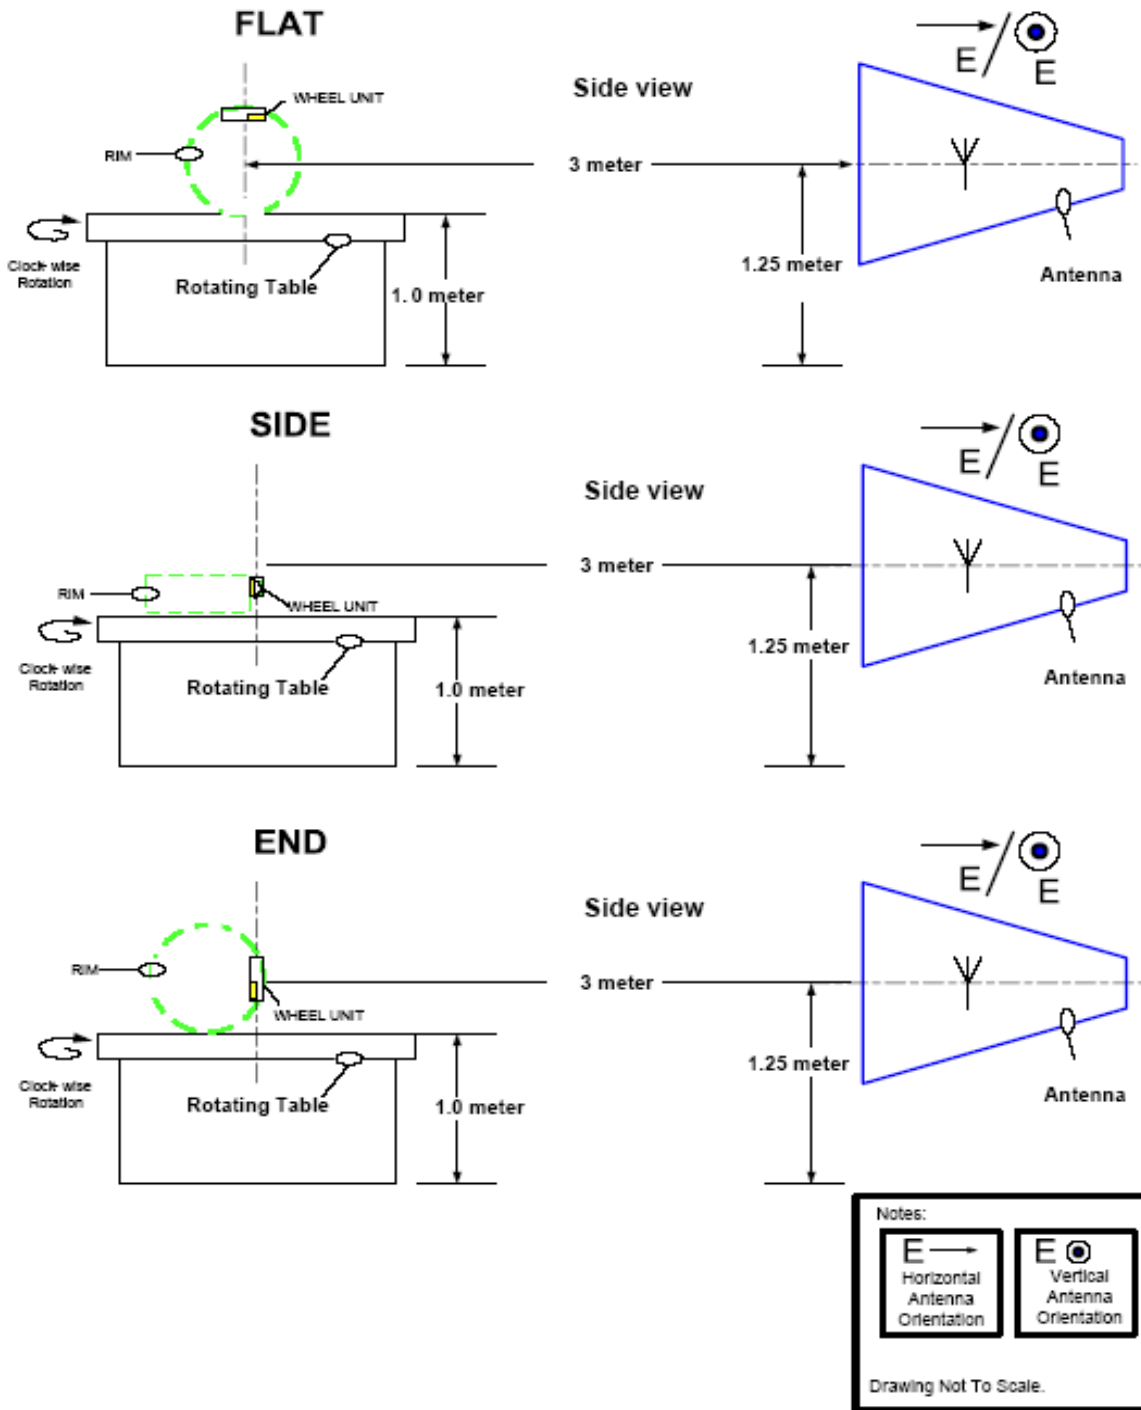 FLAT
E
E
Side view
WHEEL UNIT
RIM
3 meter
Clock-wise
Rotation
Rotating Table
1.0 meter
1.25 meter
Antenna
SIDE
E
E
Side view
3 meter
RIM
WHEEL UNIT
Clock-wise
Rotation
Rotating Table
1.0 meter
1.25 meter
Antenna
END
E
E
Side view
RIM
3 meter
WHEEL UNIT
Clock-wise
Rotation
Rotating Table
1.0 meter
1.25 meter
Antenna
Notes:
E
Horizontal
Antenna
Orientation
E
Vertical
Antenna
Orientation
Drawing Not To Scale.